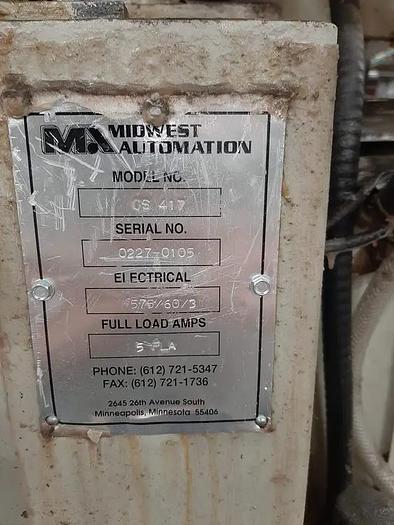 MA MIDWEST
AUTOMATION
MODEL NO.
CS 417
SERIAL NO.
0227-0105
ELECTRICAL
575/60/3
FULL LOAD AMPS
5 FLA
PHONE: (612) 721-5347
FAX: (612) 721-1736
2645 26th Avenue South
Minneapolis, Minnesota 55406